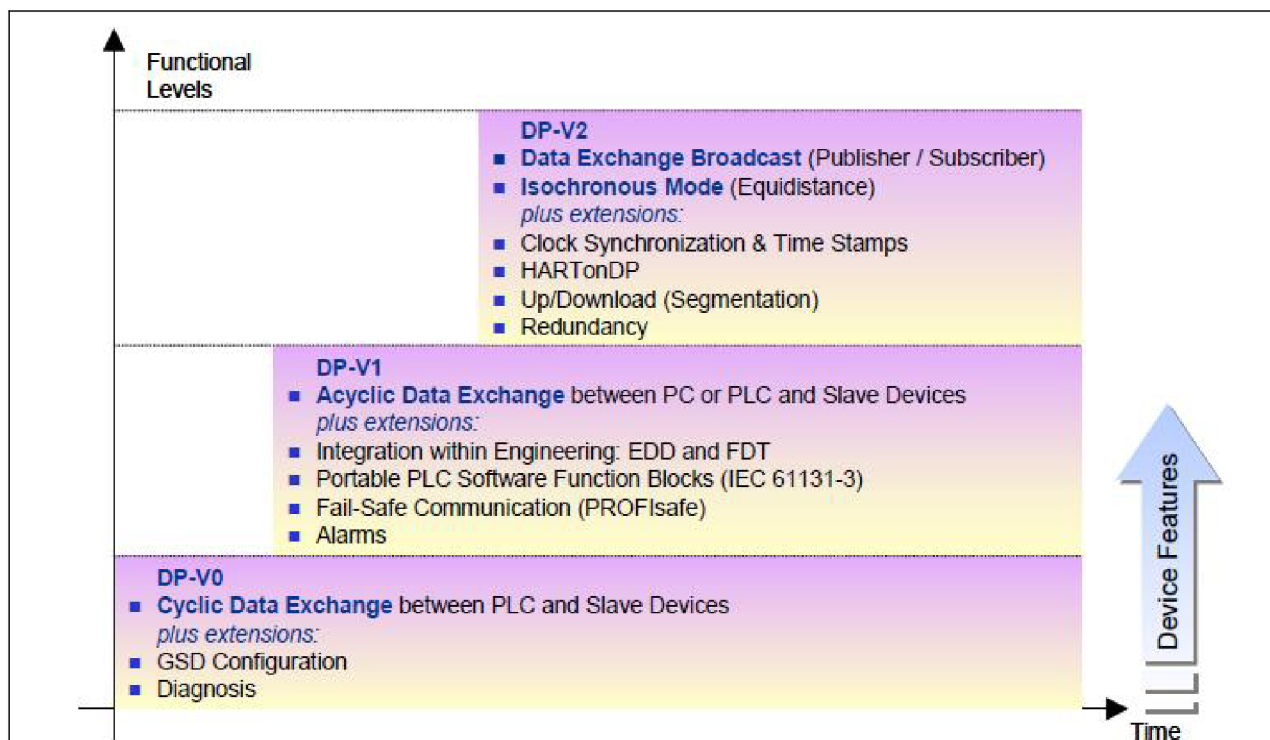 Functional
Levels
DP-V2
■ Data Exchange Broadcast (Publisher / Subscriber)
■ Isochronous Mode (Equidistance)
plus extensions:
■ Clock Synchronization & Time Stamps
■ HARTonDP
■ Up/Download (Segmentation)
■ Redundancy
DP-V1
■ Acyclic Data Exchange between PC or PLC and Slave Devices
plus extensions:
■ Integration within Engineering: EDD and FDT
■ Portable PLC Software Function Blocks (IEC 61131-3)
■ Fail-Safe Communication (PROFIsafe)
■ Alarms
DP-V0
■ Cyclic Data Exchange between PLC and Slave Devices
plus extensions:
■ GSD Configuration
■ Diagnosis
Device Features
Time